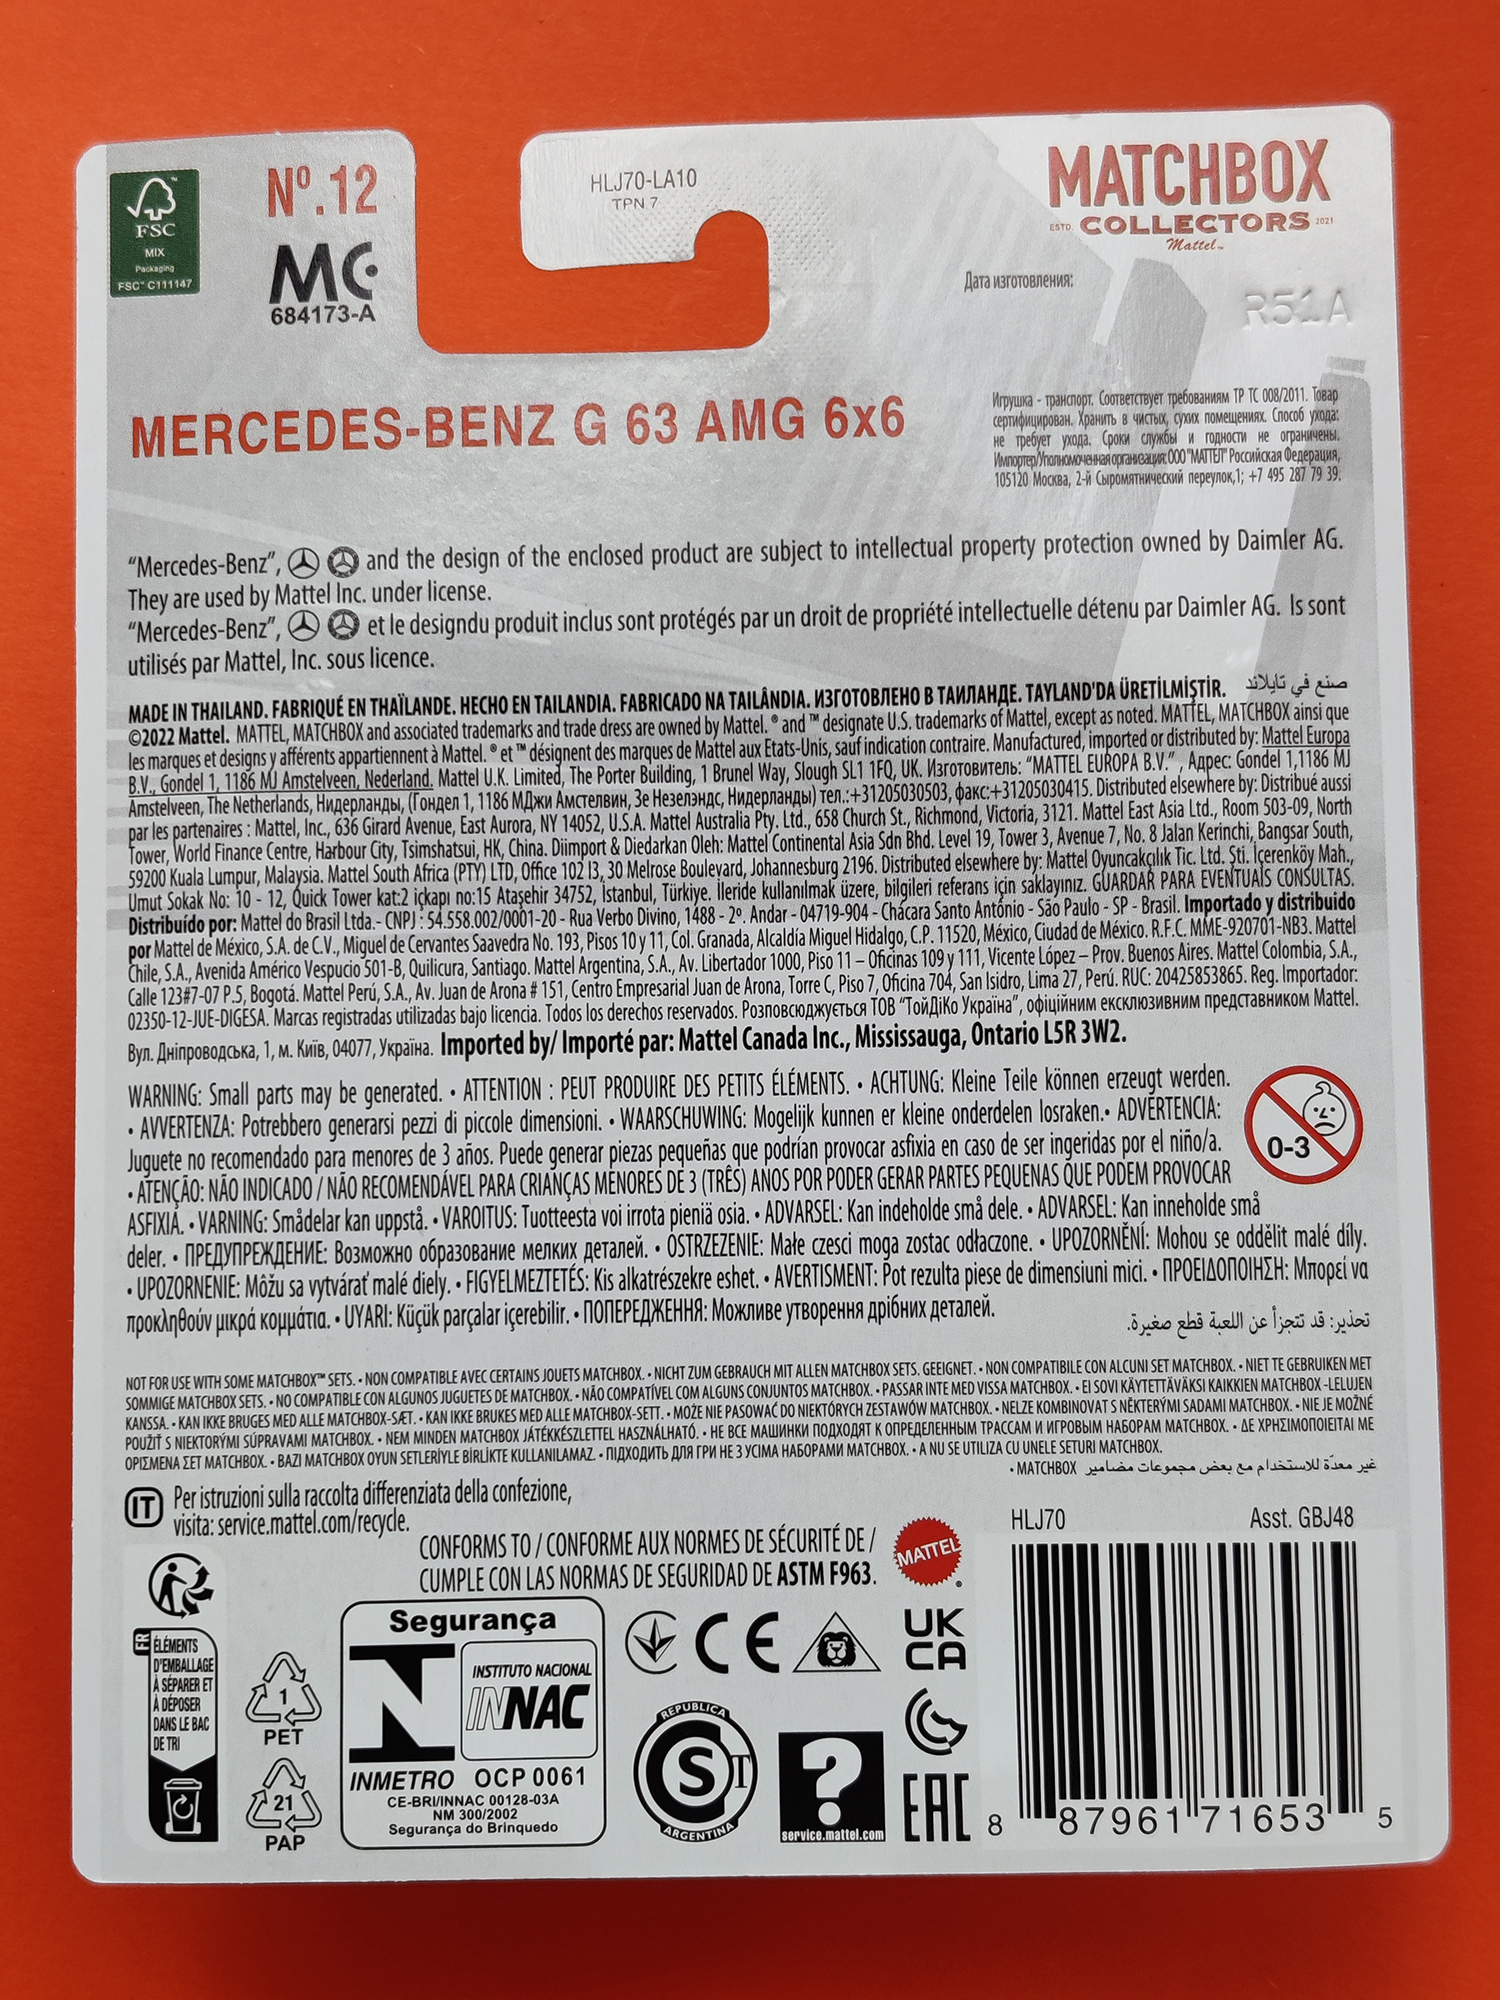 FSC
MIX
Packaging
FSC™ C111147
Nº.12
MC
684173-A
HLJ70-LA10
TPN 7
MATCHBOX
ESTD. COLLECTORS 2021
Mattel™
Дата изготовления:
R51A
MERCEDES-BENZ G 63 AMG 6x6
Игрушка - транспорт. Соответствует требованиям ТР ТС 008/2011. Товар
сертифицирован. Хранить в чистых, сухих помещениях. Способ ухода:
не требует ухода. Сроки службы и годности не ограничены.
Импортер/Уполномоченная организация: ООО "МАТТЕЛ" Российская Федерация,
105120 Москва, 2-й Сыромятнический переулок,1; +7 495 287 79 39.
“Mercedes-Benz”, and the design of the enclosed product are subject to intellectual property protection owned by Daimler AG.
They are used by Mattel Inc. under license.
“Mercedes-Benz”, et le designdu produit inclus sont protégés par un droit de propriété intellectuelle détenu par Daimler AG. Is sont
utilisés par Mattel, Inc. sous licence.
MADE IN THAILAND. FABRIQUÉ EN THAÏLANDE. HECHO EN TAILANDIA. FABRICADO NA TAILÂNDIA. ИЗГОТОВЛЕНО В ТАИЛАНДЕ. TAYLAND'DA ÜRETİLMİŞTİR. صنع في تايلاند
©2022 Mattel. MATTEL, MATCHBOX and associated trademarks and trade dress are owned by Mattel. ® and ™ designate U.S. trademarks of Mattel, except as noted. MATTEL, MATCHBOX ainsi que
les marques et designs y afférents appartiennent à Mattel. ® et ™ désignent des marques de Mattel aux Etats-Unis, sauf indication contraire. Manufactured, imported or distributed by: Mattel Europa
B.V., Gondel 1, 1186 MJ Amstelveen, Nederland. Mattel U.K. Limited, The Porter Building, 1 Brunel Way, Slough SL1 1FQ, UK. Изготовитель: “MATTEL EUROPA B.V.” , Адрес: Gondel 1,1186 MJ
Amstelveen, The Netherlands, Нидерланды, (Гондел 1, 1186 МДжи Амстелвин, Зе Незелэндс, Нидерланды) тел.:+31205030503, факс:+31205030415. Distributed elsewhere by: Distribué aussi
par les partenaires : Mattel, Inc., 636 Girard Avenue, East Aurora, NY 14052, U.S.A. Mattel Australia Pty. Ltd., 658 Church St., Richmond, Victoria, 3121. Mattel East Asia Ltd., Room 503-09, North
Tower, World Finance Centre, Harbour City, Tsimshatsui, HK, China. Diimport & Diedarkan Oleh: Mattel Continental Asia Sdn Bhd. Level 19, Tower 3, Avenue 7, No. 8 Jalan Kerinchi, Bangsar South,
59200 Kuala Lumpur, Malaysia. Mattel South Africa (PTY) LTD, Office 102 I3, 30 Melrose Boulevard, Johannesburg 2196. Distributed elsewhere by: Mattel Oyuncakçılık Tic. Ltd. Şti. İçerenköy Mah.,
Umut Sokak No: 10 - 12, Quick Tower kat:2 içkapı no:15 Ataşehir 34752, İstanbul, Türkiye. İleride kullanılmak üzere, bilgileri referans için saklayınız. GUARDAR PARA EVENTUAIS CONSULTAS.
Distribuído por: Mattel do Brasil Ltda.- CNPJ : 54.558.002/0001-20 - Rua Verbo Divino, 1488 - 2º. Andar - 04719-904 - Chácara Santo Antônio - São Paulo - SP - Brasil. Importado y distribuido
por Mattel de México, S.A. de C.V., Miguel de Cervantes Saavedra No. 193, Pisos 10 y 11, Col. Granada, Alcaldía Miguel Hidalgo, C.P. 11520, México, Ciudad de México. R.F.C. MME-920701-NB3. Mattel
Chile, S.A., Avenida Américo Vespucio 501-B, Quilicura, Santiago. Mattel Argentina, S.A., Av. Libertador 1000, Piso 11 – Oficinas 109 y 111, Vicente López – Prov. Buenos Aires. Mattel Colombia, S.A.,
Calle 123#7-07 P.5, Bogotá. Mattel Perú, S.A., Av. Juan de Arona # 151, Centro Empresarial Juan de Arona, Torre C, Piso 7, Oficina 704, San Isidro, Lima 27, Perú. RUC: 20425853865. Reg. Importador:
02350-12-JUE-DIGESA. Marcas registradas utilizadas bajo licencia. Todos los derechos reservados. Розповсюджується ТОВ “ТойДіКо Україна”, офіційним ексклюзивним представником Mattel.
Вул. Дніпроводська, 1, м. Київ, 04077, Україна. Imported by/ Importé par: Mattel Canada Inc., Mississauga, Ontario L5R 3W2.
WARNING: Small parts may be generated. • ATTENTION : PEUT PRODUIRE DES PETITS ÉLÉMENTS. • ACHTUNG: Kleine Teile können erzeugt werden.
• AVVERTENZA: Potrebbero generarsi pezzi di piccole dimensioni. • WAARSCHUWING: Mogelijk kunnen er kleine onderdelen losraken.• ADVERTENCIA:
Juguete no recomendado para menores de 3 años. Puede generar piezas pequeñas que podrían provocar asfixia en caso de ser ingeridas por el niño/a.
• ATENÇÃO: NÃO INDICADO / NÃO RECOMENDÁVEL PARA CRIANÇAS MENORES DE 3 (TRÊS) ANOS POR PODER GERAR PARTES PEQUENAS QUE PODEM PROVOCAR
ASFIXIA. • VARNING: Smådelar kan uppstå. • VAROITUS: Tuotteesta voi irrota pieniä osia. • ADVARSEL: Kan indeholde små dele. • ADVARSEL: Kan inneholde små
deler. • ПРЕДУПРЕЖДЕНИЕ: Возможно образование мелких деталей. • OSTRZEZENIE: Małe czesci moga zostac odłaczone. • UPOZORNĚNÍ: Mohou se oddělit malé díly.
• UPOZORNENIE: Môžu sa vytvárať malé diely. • FIGYELMEZTETÉS: Kis alkatrészekre eshet. • AVERTISMENT: Pot rezulta piese de dimensiuni mici. • ΠΡΟΕΙΔΟΠΟΙΗΣΗ: Μπορεί να
προκληθούν μικρά κομμάτια. • UYARI: Küçük parçalar içerebilir. • ПОПЕРЕДЖЕННЯ: Можливе утворення дрібних деталей.
تحذير: قد تتجزأ عن اللعبة قطع صغيرة.
0-3
NOT FOR USE WITH SOME MATCHBOX™ SETS. • NON COMPATIBLE AVEC CERTAINS JOUETS MATCHBOX. • NICHT ZUM GEBRAUCH MIT ALLEN MATCHBOX SETS. GEEIGNET. • NON COMPATIBILE CON ALCUNI SET MATCHBOX. • NIET TE GEBRUIKEN MET
SOMMIGE MATCHBOX SETS. • NO COMPATIBLE CON ALGUNOS JUGUETES DE MATCHBOX. • NÃO COMPATÍVEL COM ALGUNS CONJUNTOS MATCHBOX. • PASSAR INTE MED VISSA MATCHBOX. • EI SOVI KÄYTETTÄVÄKSI KAIKKIEN MATCHBOX -LELUJEN
KANSSA. • KAN IKKE BRUGES MED ALLE MATCHBOX-SÆT. • KAN IKKE BRUKES MED ALLE MATCHBOX-SETT. • MOŻE NIE PASOWAĆ DO NIEKTÓRYCH ZESTAWÓW MATCHBOX. • NELZE KOMBINOVAT S NĚKTERÝMI SADAMI MATCHBOX. • NIE JE MOŽNÉ
POUŽIŤ S NIEKTORÝMI SÚPRAVAMI MATCHBOX. • NEM MINDEN MATCHBOX JÁTÉKKÉSZLETTEL HASZNÁLHATÓ. • НЕ ВСЕ МАШИНКИ ПОДХОДЯТ К ОПРЕДЕЛЕННЫМ ТРАССАМ И ИГРОВЫМ НАБОРАМ MATCHBOX. • ΔΕ ΧΡΗΣΙΜΟΠΟΙΕΙΤΑΙ ΜΕ
ΟΡΙΣΜΕΝΑ ΣΕΤ MATCHBOX. • BAZI MATCHBOX OYUN SETLERİYLE BİRLİKTE KULLANILAMAZ. • ПІДХОДИТЬ ДЛЯ ГРИ НЕ З УСІМА НАБОРАМИ MATCHBOX. • A NU SE UTILIZA CU UNELE SETURI MATCHBOX.
غير معدّة للاستخدام مع بعض مجموعات مضامير MATCHBOX •
IT Per istruzioni sulla raccolta differenziata della confezione,
visita: service.mattel.com/recycle.
CONFORMS TO / CONFORME AUX NORMES DE SÉCURITÉ DE /
CUMPLE CON LAS NORMAS DE SEGURIDAD DE ASTM F963.
MATTEL
HLJ70 Asst. GBJ48
FR
ÉLÉMENTS
D'EMBALLAGE
À SÉPARER ET
À DÉPOSER
DANS LE BAC
DE TRI
1
PET
21
PAP
Segurança
INSTITUTO NACIONAL
INNAC
INMETRO OCP 0061
CE-BRI/INNAC 00128-03A
NM 300/2002
Segurança do Brinquedo
CE
UK
CA
REPUBLICA
S T
ARGENTINA
?
service.mattel.com
EAC
8 87961 71653 5